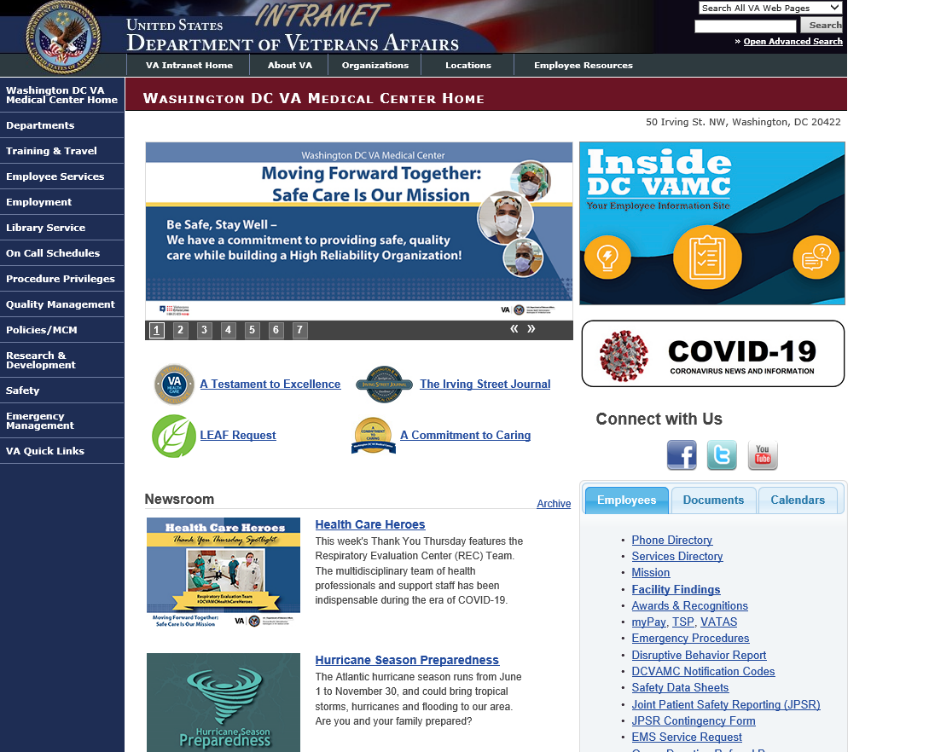 INTRANET
UNITED STATES
DEPARTMENT OF VETERANS AFFAIRS
Search All VA Web Pages
Search
» Open Advanced Search
VA Intranet Home
About VA
Organizations
Locations
Employee Resources
Washington DC VA
Medical Center Home
Departments
Training & Travel
Employee Services
Employment
Library Service
On Call Schedules
Procedure Privileges
Quality Management
Policies/MCM
Research &
Development
Safety
Emergency
Management
VA Quick Links
WASHINGTON DC VA MEDICAL CENTER HOME
50 Irving St. NW, Washington, DC 20422
Washington DC VA Medical Center
Moving Forward Together:
Safe Care Is Our Mission
Be Safe, Stay Well –
We have a commitment to providing safe, quality
care while building a High Reliability Organization!
VA
1 2 3 4 5 6 7 « »
VA
A Testament to Excellence
IRVING STREET JOURNAL
The Irving Street Journal
LEAF Request
A Commitment to Caring
Newsroom
Archive
Health Care Heroes
Thank You Thursday Spotlight
Respiratory Evaluation Team
#DCVAMCHealthCareHeroes
Moving Forward Together:
Safe Care Is Our Mission
VA
Health Care Heroes
This week's Thank You Thursday features the
Respiratory Evaluation Center (REC) Team.
The multidisciplinary team of health
professionals and support staff has been
indispensable during the era of COVID-19.
Hurricane Season
Preparedness
Hurricane Season Preparedness
The Atlantic hurricane season runs from June
1 to November 30, and could bring tropical
storms, hurricanes and flooding to our area.
Are you and your family prepared?
Inside
DC VAMC
Your Employee Information Site
COVID-19
CORONAVIRUS NEWS AND INFORMATION
Connect with Us
f
t
You
Tube
Employees
Documents
Calendars
• Phone Directory
• Services Directory
• Mission
• Facility Findings
• Awards & Recognitions
• myPay, TSP, VATAS
• Emergency Procedures
• Disruptive Behavior Report
• DCVAMC Notification Codes
• Safety Data Sheets
• Joint Patient Safety Reporting (JPSR)
• JPSR Contingency Form
• EMS Service Request